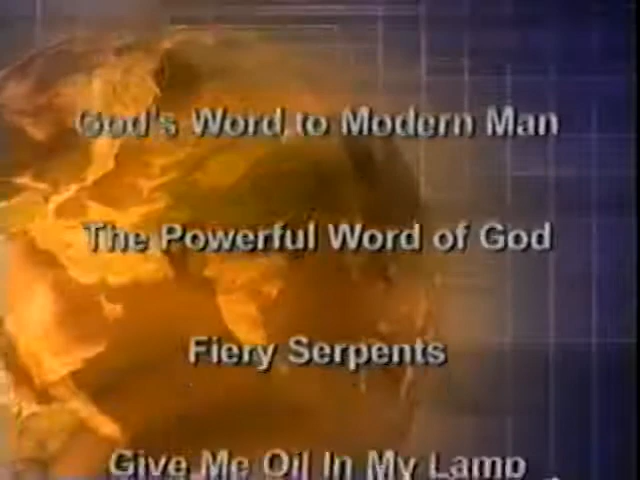 God's Word to Modern Man
The Powerful Word of God
Fiery Serpents
Give Me Oil In My Lamp